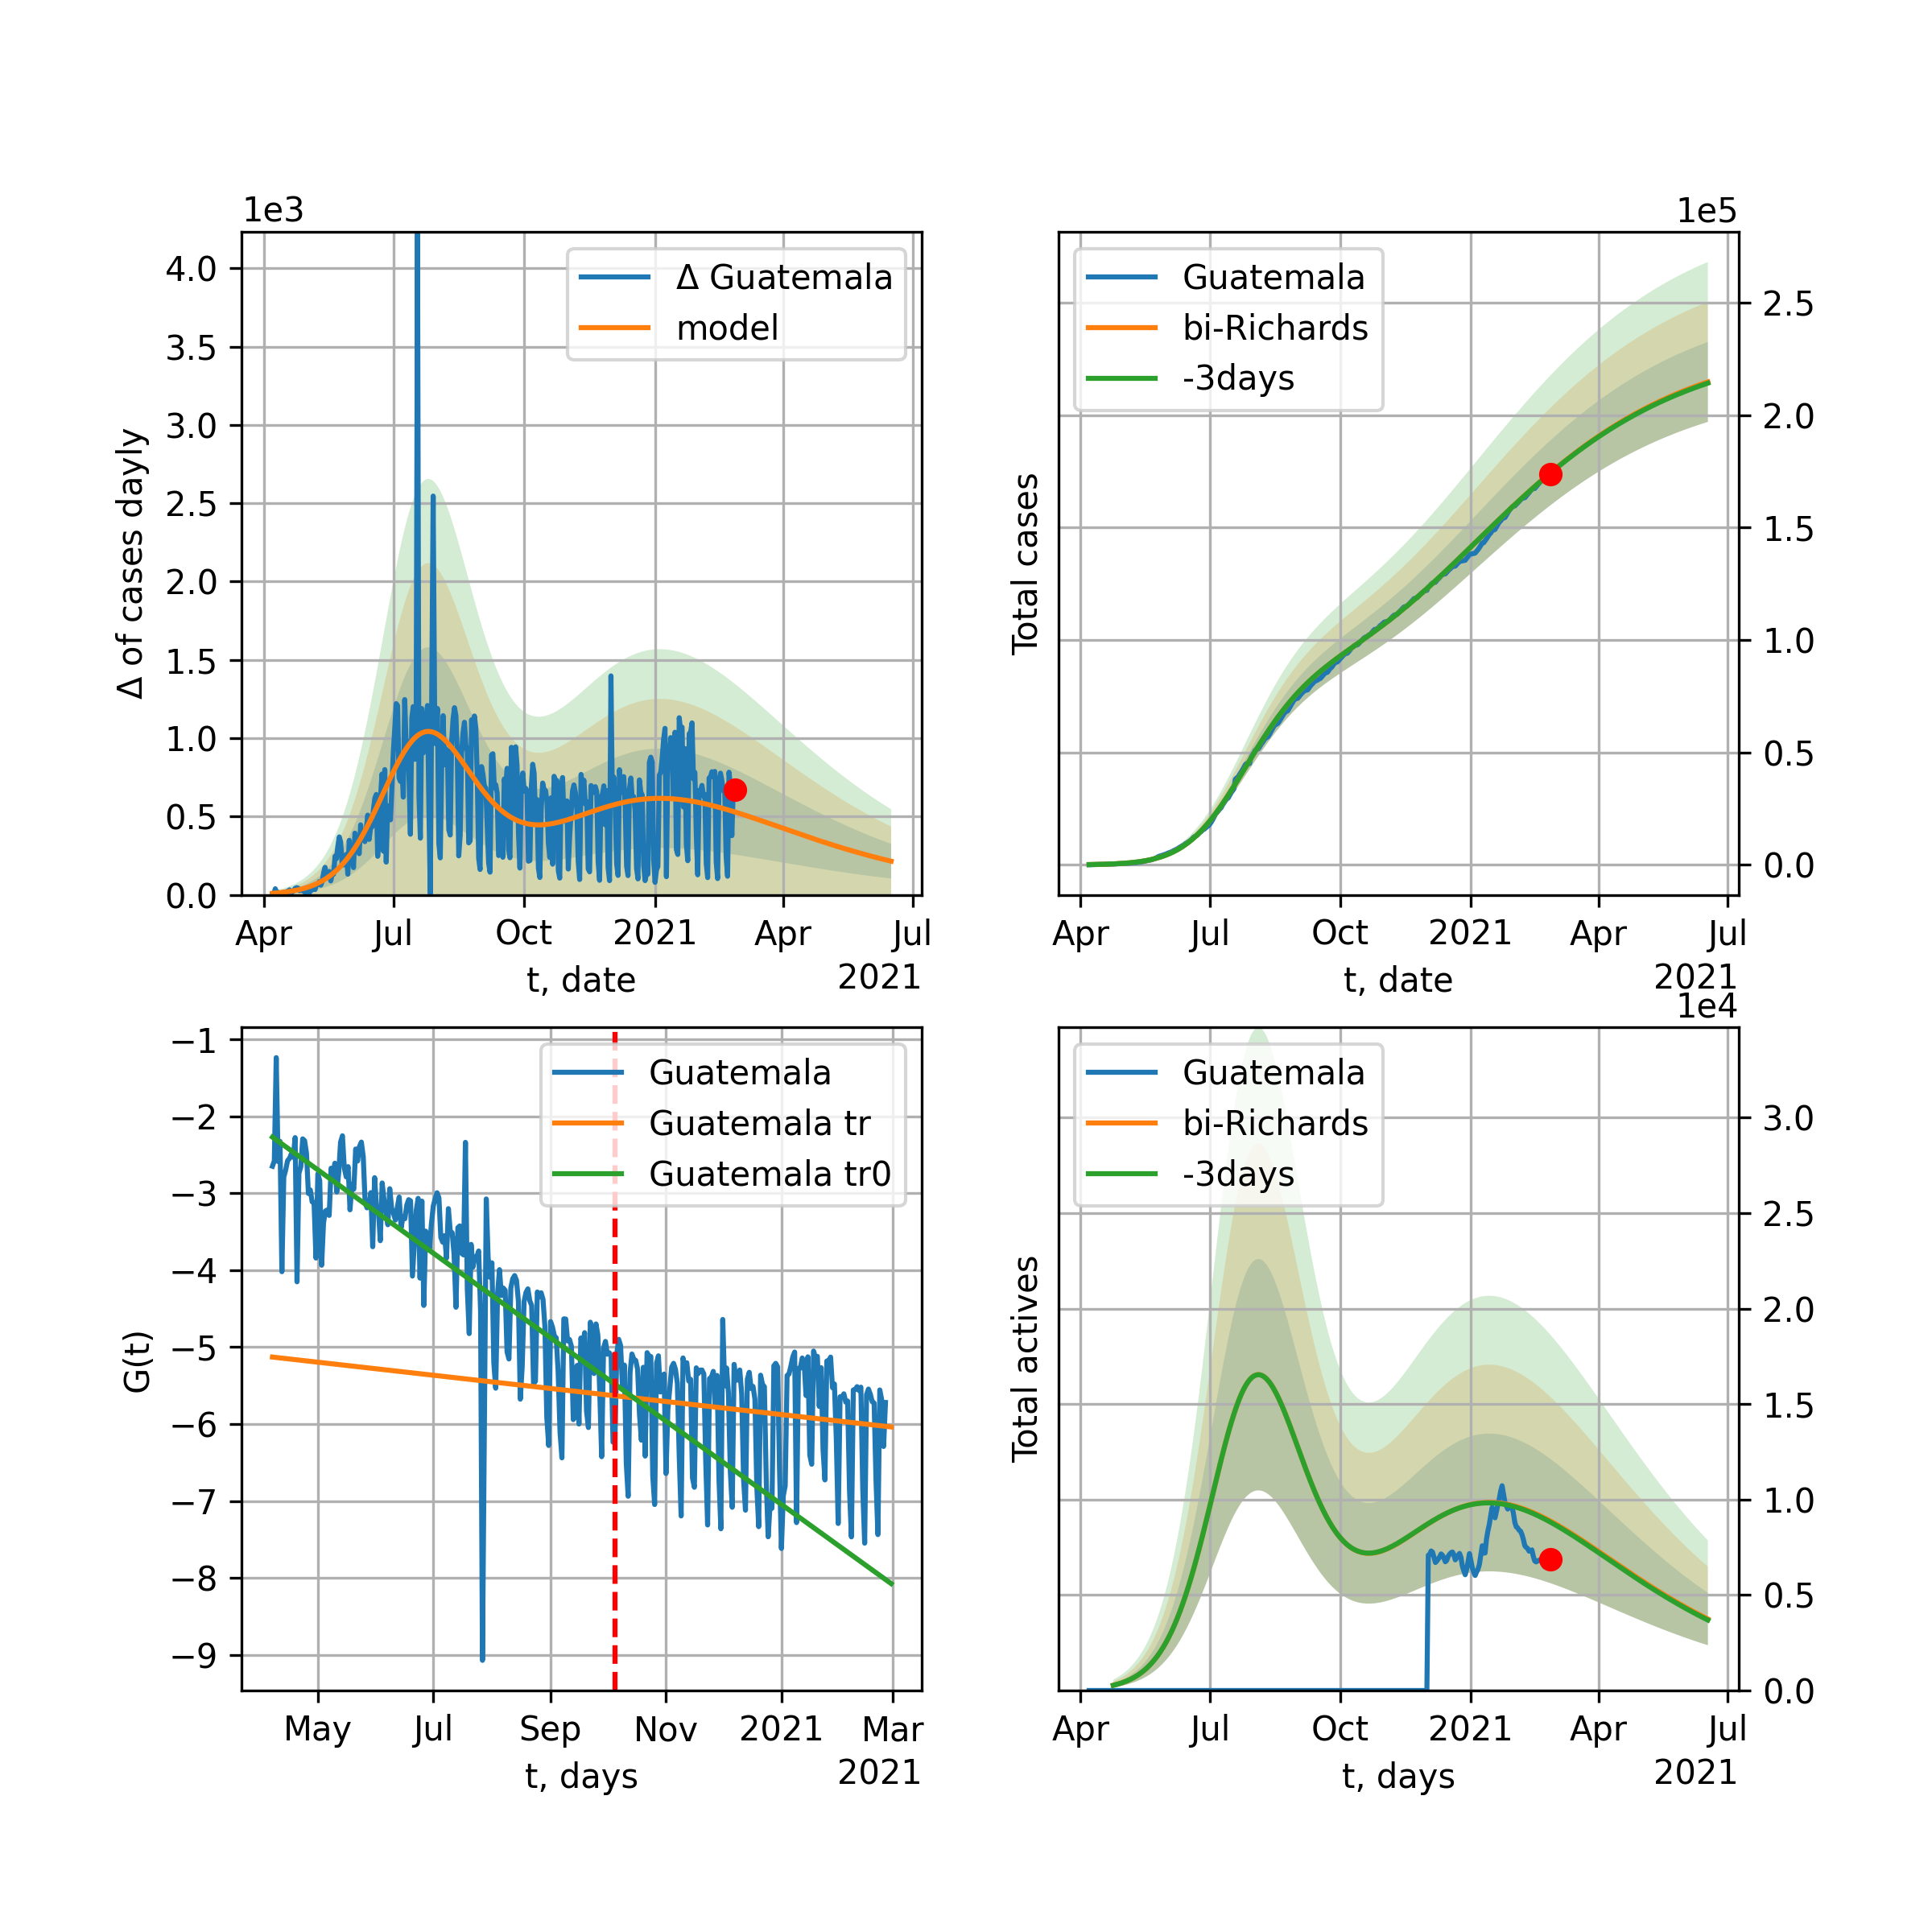 1e3
Δ of cases dayly
4.0
3.5
3.0
2.5
2.0
1.5
1.0
0.5
0.0
Δ Guatemala
model
Apr Jul Oct 2021 Apr Jul
t, date
2021
1e5
Total cases
Guatemala
bi-Richards
-3days
2.5
2.0
1.5
1.0
0.5
0.0
Apr Jul Oct 2021 Apr Jul
t, date
2021
G(t)
−1
−2
−3
−4
−5
−6
−7
−8
−9
Guatemala
Guatemala tr
Guatemala tr0
May Jul Sep Nov 2021 Mar
t, days
2021
1e4
Total actives
Guatemala
bi-Richards
-3days
3.0
2.5
2.0
1.5
1.0
0.5
0.0
Apr Jul Oct 2021 Apr Jul
t, days
2021